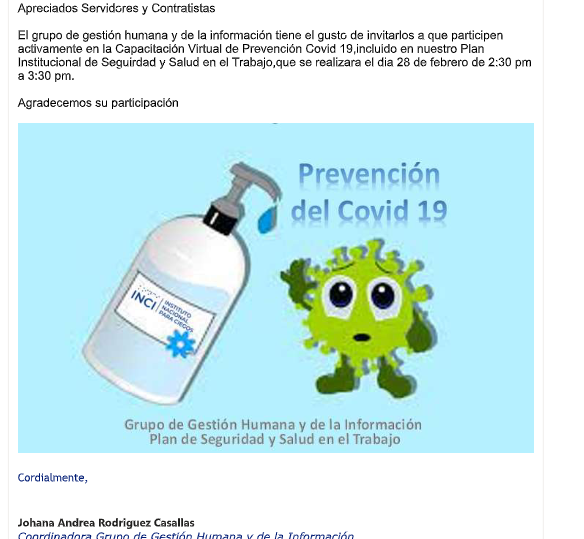 Apreciados Servidores y Contratistas
El grupo de gestión humana y de la información tiene el gusto de invitarlos a que participen
activamente en la Capacitación Virtual de Prevención Covid 19,incluido en nuestro Plan
Institucional de Seguirdad y Salud en el Trabajo,que se realizara el dia 28 de febrero de 2:30 pm
a 3:30 pm.
Agradecemos su participación
Prevención
del Covid 19
INCI
INSTITUTO
NACIONAL
PARA CIEGOS
Grupo de Gestión Humana y de la Información
Plan de Seguridad y Salud en el Trabajo
Cordialmente,
Johana Andrea Rodriguez Casallas
Coordinadora Grupo de Gestión Humana y de la Información